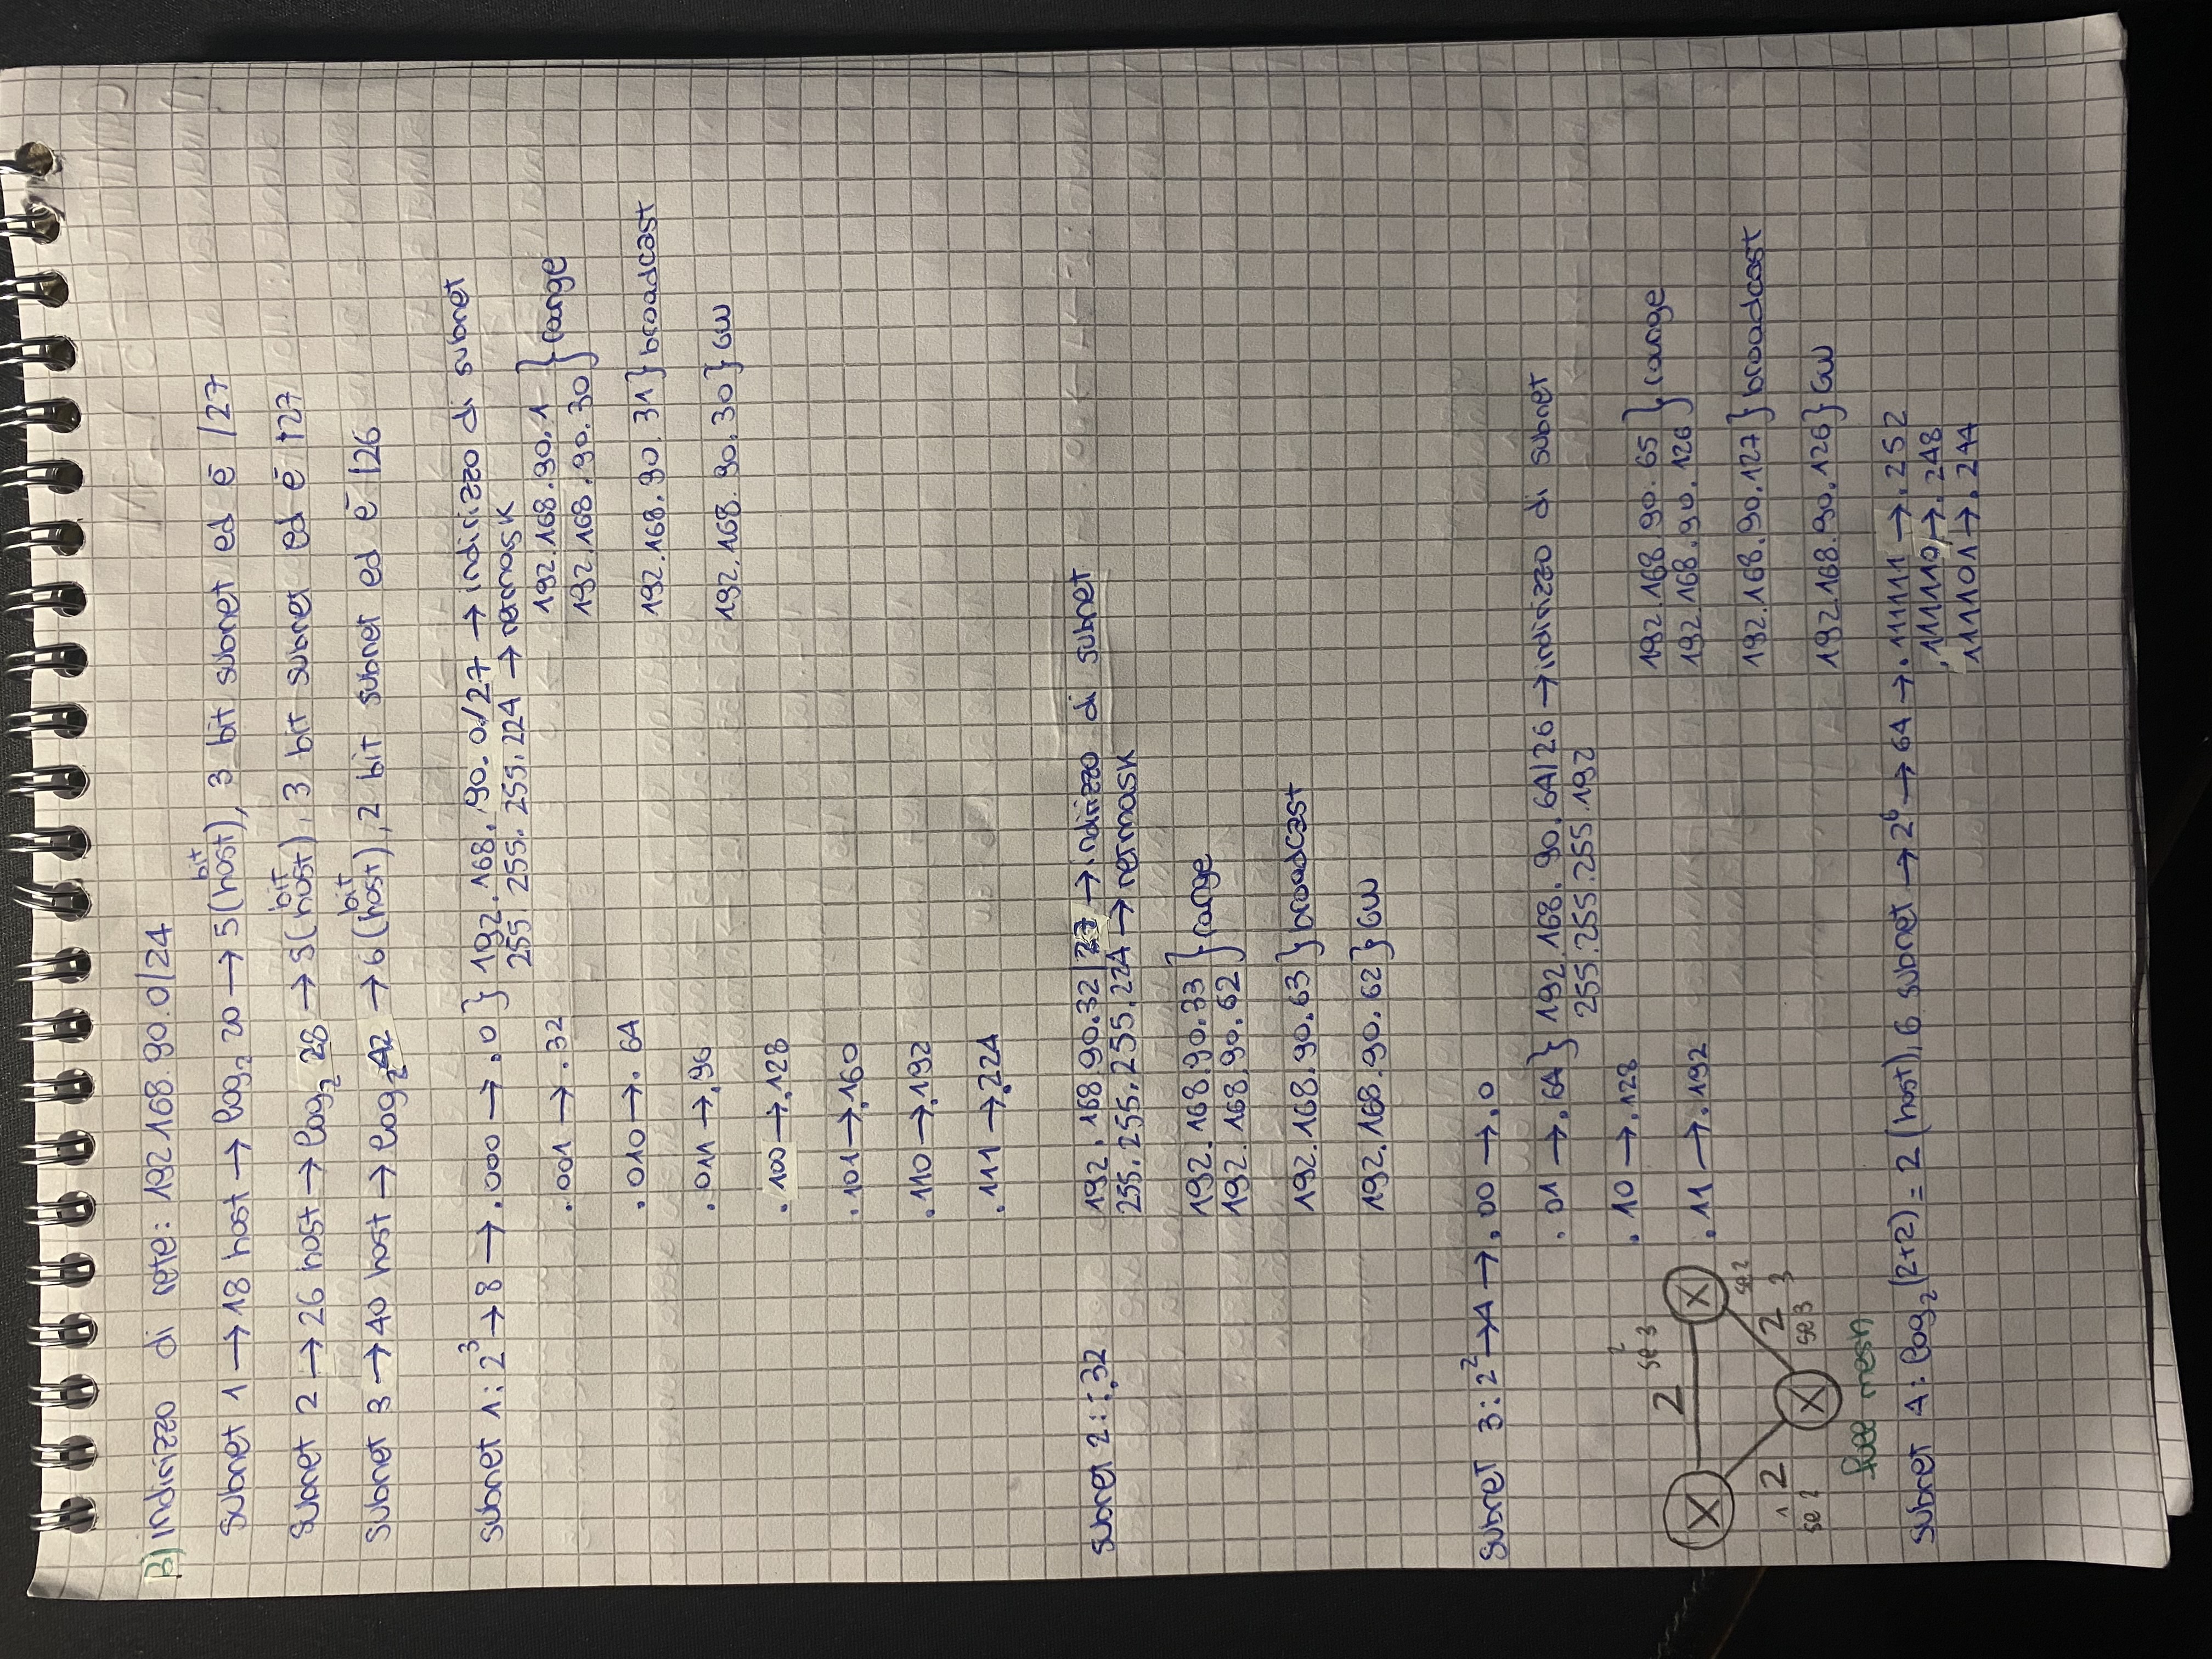 B) indirizzo di rete: 192.168.90.0/24
bit
subnet 1 → 18 host → log₂ 20 → 5 (host), 3 bit subnet ed è /27
bit
subnet 2 → 26 host → log₂ 28 → 5 (host), 3 bit subnet ed è /27
bit
subnet 3 → 40 host → log₂ 42 → 6 (host), 2 bit subnet ed è /26
subnet 1: 2³ → 8 → .000 → .0 } 192.168.90.0/27 → indirizzo di subnet
255.255.255.224 → netmask
.001 → .32
192.168.90.1
192.168.90.30 } range
.010 → .64
192.168.90.31 } broadcast
.011 → .96
192.168.90.30 } GW
.100 → .128
.101 → .160
.110 → .192
.111 → .224
subnet 2: .32 192.168.90.32/27 → indirizzo di subnet
255.255.255.224 → netmask
192.168.90.33
192.168.90.62 } range
192.168.90.63 } broadcast
192.168.90.62 } GW
subnet 3: 2² → 4 → .00 → .0
.01 → .64 } 192.168.90.64/26 → indirizzo di subnet
255.255.255.192
.10 → .128
.11 → .192
192.168.90.65
192.168.90.126 } range
192.168.90.127 } broadcast
192.168.90.126 } GW
2
se 3
2
X X
se 2
1 2
2 3
se 2
se 3
X
full mesh
subnet 4: log₂ (2+2) = 2 (host), 6 subnet → 2⁶ → 64 → .111111 → .252
.111110 → .248
.111101 → .244